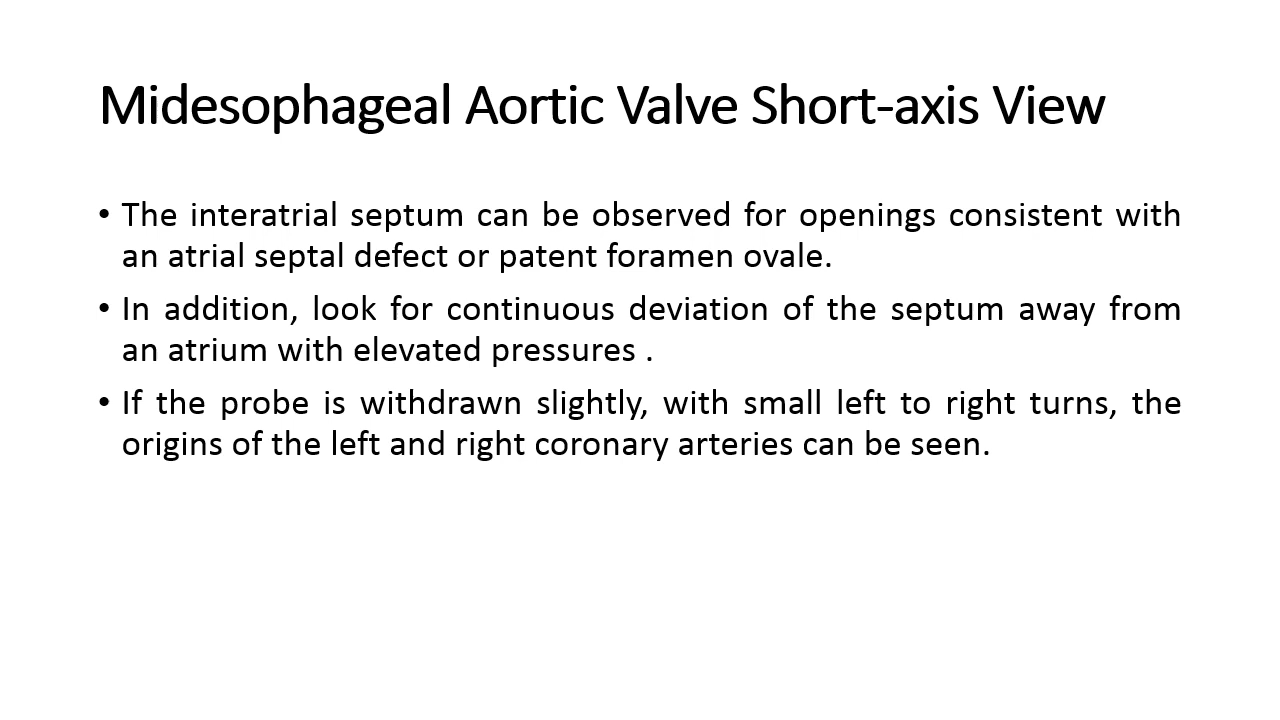 Midesophageal Aortic Valve Short-axis View
• The interatrial septum can be observed for openings consistent with
an atrial septal defect or patent foramen ovale.
• In addition, look for continuous deviation of the septum away from
an atrium with elevated pressures .
• If the probe is withdrawn slightly, with small left to right turns, the
origins of the left and right coronary arteries can be seen.